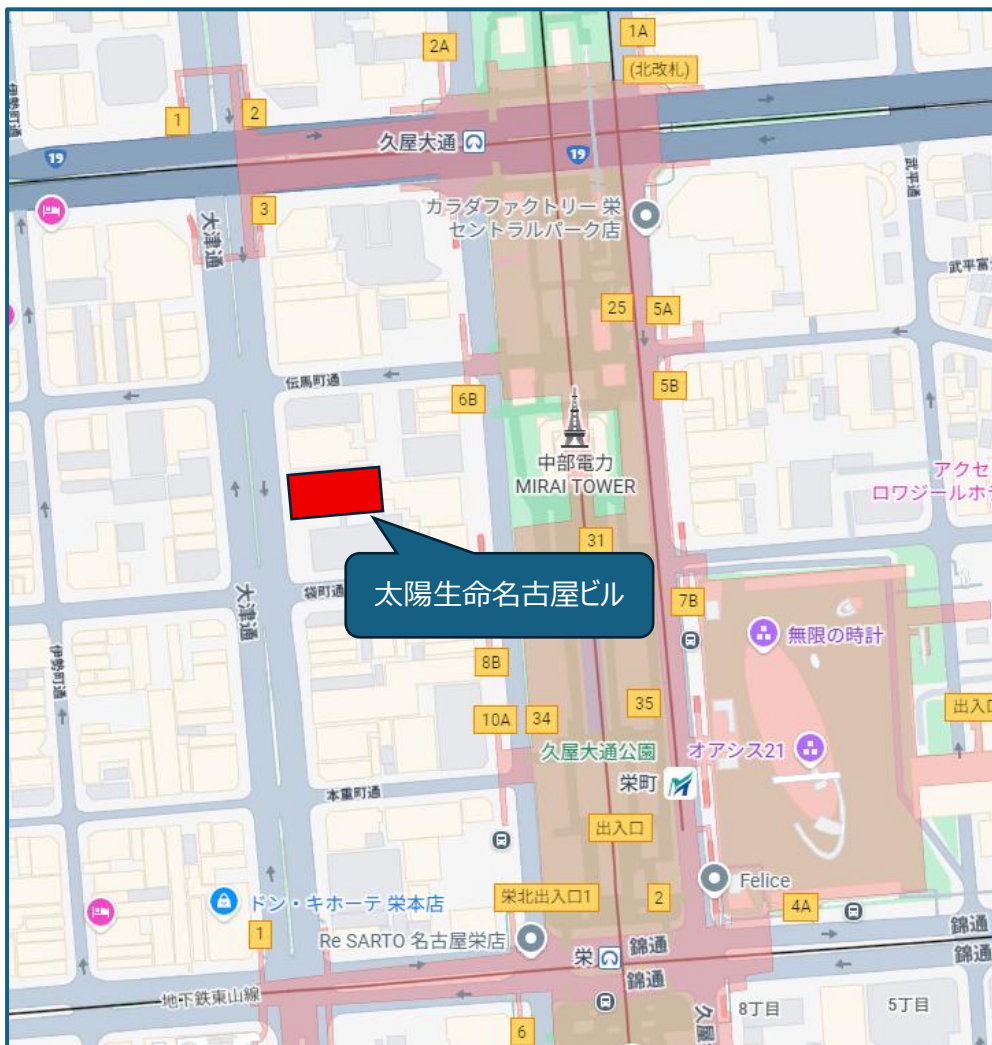 2A
1A
(北改札)
伊勢町通
1
2
久屋大通
19
19
武平通
3
大津通
カラダファクトリー 栄
セントラルパーク店
武平
25
5A
伝馬町通
6B
5B
中部電力
MIRAI TOWER
アクセ
ロワジールホテ
31
太陽生命名古屋ビル
袋町通
大津通
7B
無限の時計
伊勢町通
8B
10A
34
35
出入口
久屋大通公園
オアシス21
栄町
本重町通
出入口
Felice
ドン・キホーテ 栄本店
栄北出入口1
2
4A
1
Re SARTO 名古屋栄店
栄
錦通
錦通
錦通
錦通
地下鉄東山線
6
久屋
8丁目
5丁目